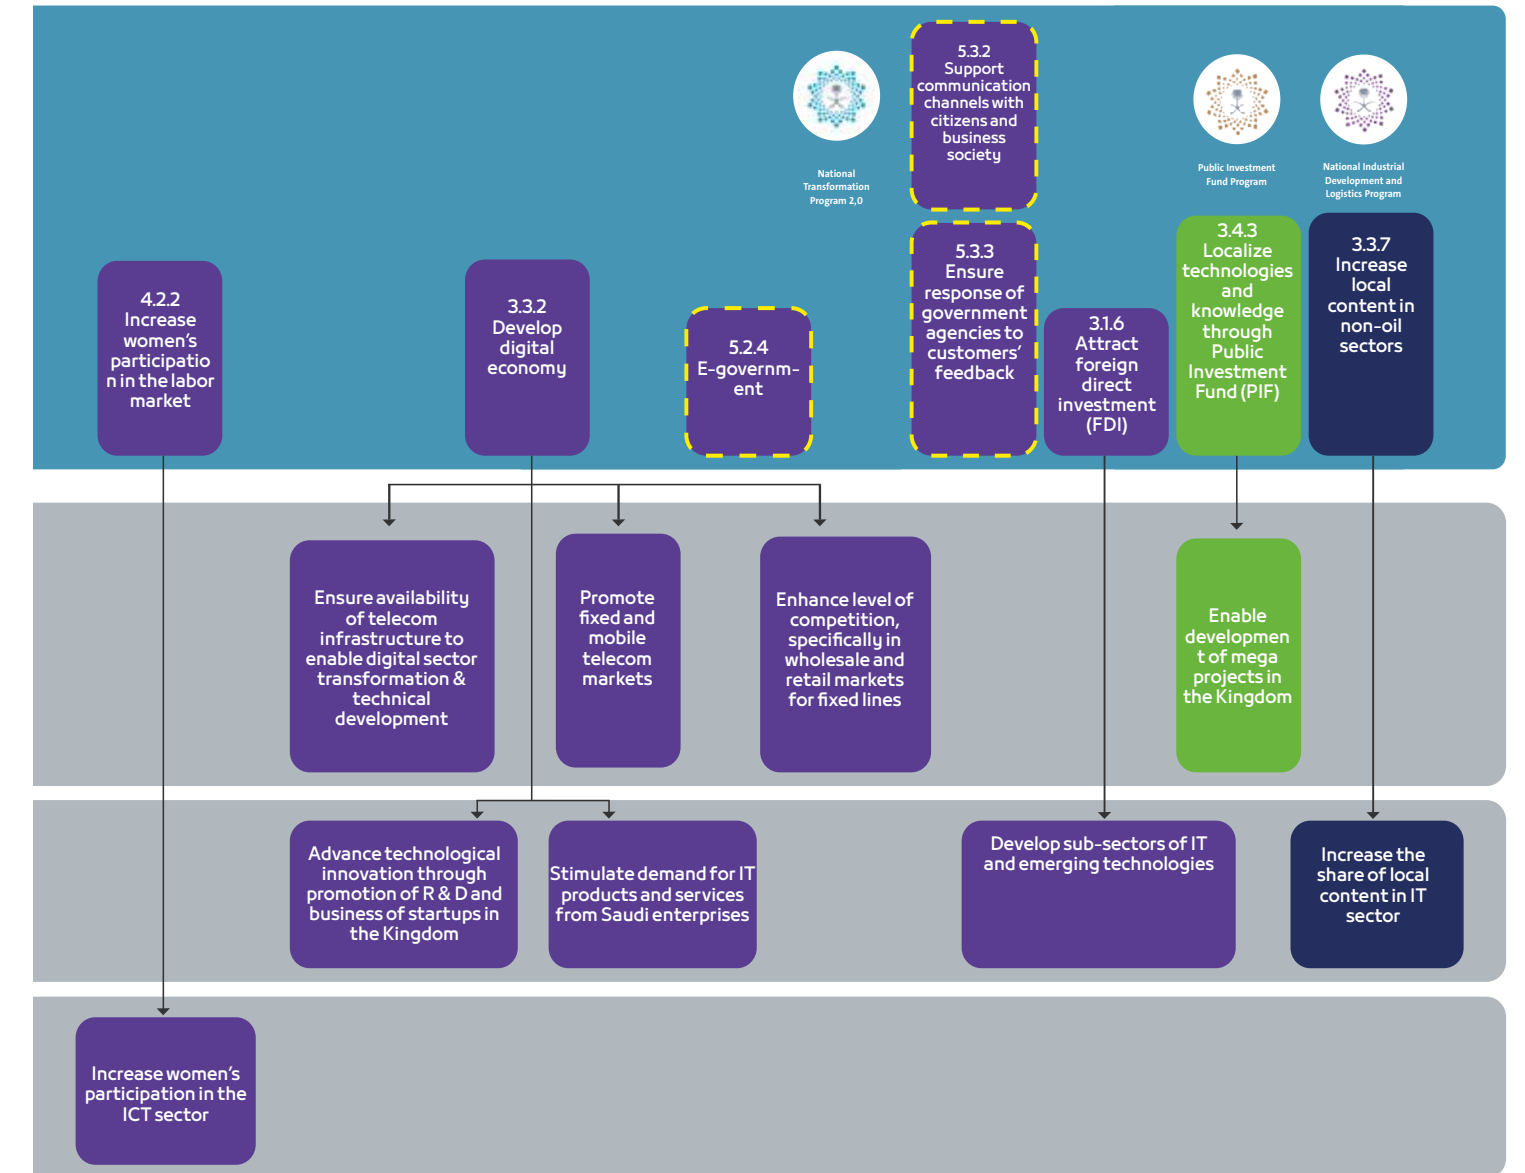 5.3.2
Support
communication
channels with
citizens and
business
society
National
Transformation
Program 2,0
Public Investment
Fund Program
National Industrial
Development and
Logistics Program
4.2.2
Increase
women's
participatio
n in the labor
market
3.3.2
Develop
digital
economy
5.2.4
E-governm-
ent
5.3.3
Ensure
response of
government
agencies to
customers'
feedback
3.1.6
Attract
foreign
direct
investment
(FDI)
3.4.3
Localize
technologies
and
knowledge
through
Public
Investment
Fund (PIF)
3.3.7
Increase
local
content in
non-oil
sectors
Ensure availability
of telecom
infrastructure to
enable digital sector
transformation &
technical
development
Promote
fixed and
mobile
telecom
markets
Enhance level of
competition,
specifically in
wholesale and
retail markets
for fixed lines
Enable
developmen
t of mega
projects in
the Kingdom
Advance technological
innovation through
promotion of R & D and
business of startups in
the Kingdom
Stimulate demand for IT
products and services
from Saudi enterprises
Develop sub-sectors of IT
and emerging technologies
Increase the
share of local
content in IT
sector
Increase women's
participation in the
ICT sector